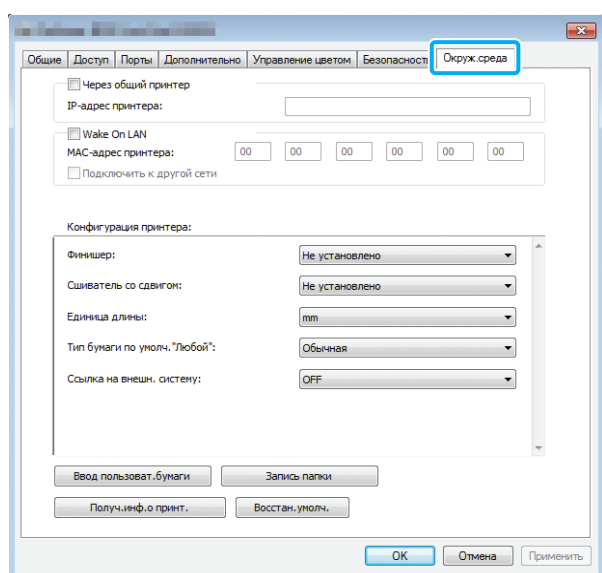 Общие Доступ Порты Дополнительно Управление цветом Безопасность Окруж.среда
Через общий принтер
IP-адрес принтера:
Wake On LAN
MAC-адрес принтера: 00 00 00 00 00 00
Подключить к другой сети
Конфигурация принтера:
Финишер: Не установлено
Сшиватель со сдвигом: Не установлено
Единица длины: mm
Тип бумаги по умолч."Любой": Обычная
Ссылка на внешн. систему: OFF
Ввод пользоват.бумаги Запись папки
Получ.инф.о принт. Восстан.умолч.
OK Отмена Применить